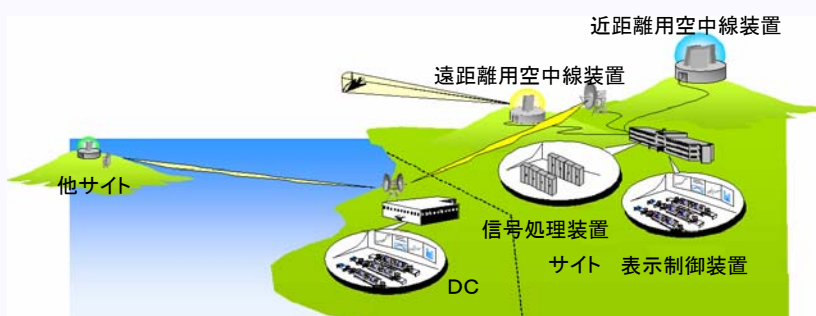 近距離用空中線装置
遠距離用空中線装置
他サイト
信号処理装置
サイト 表示制御装置
DC